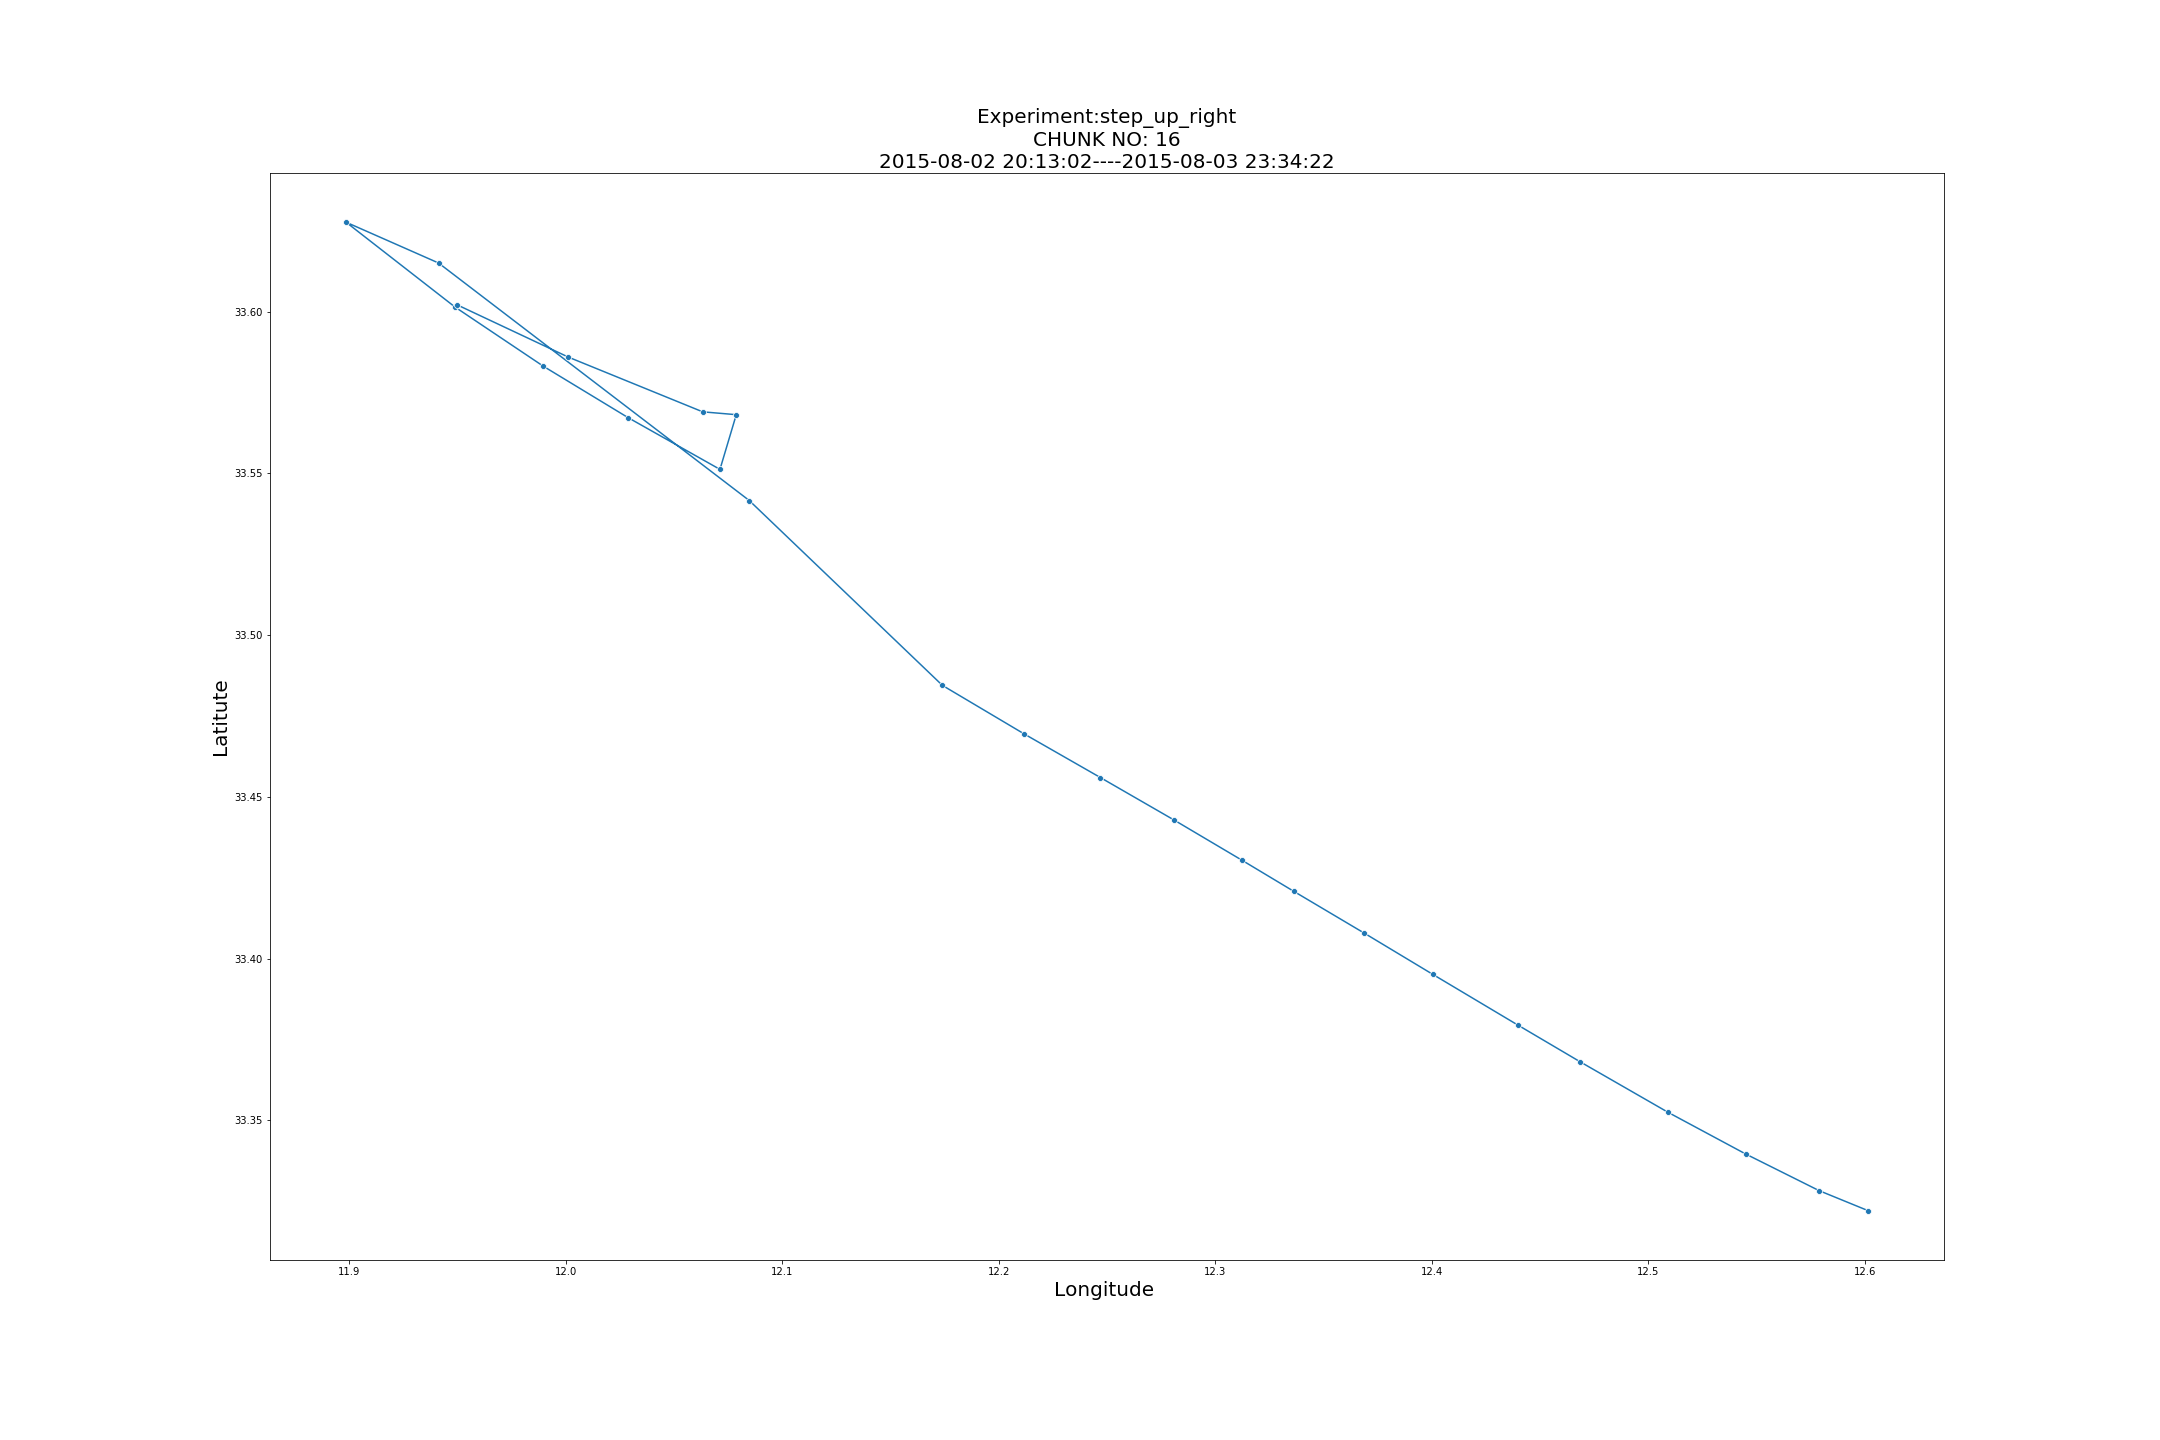 Experiment:step_up_right
CHUNK NO: 16
2015-08-02 20:13:02----2015-08-03 23:34:22
33.60
33.55
33.50
33.45
33.40
33.35
Latitute
11.9 12.0 12.1 12.2 12.3 12.4 12.5 12.6
Longitude